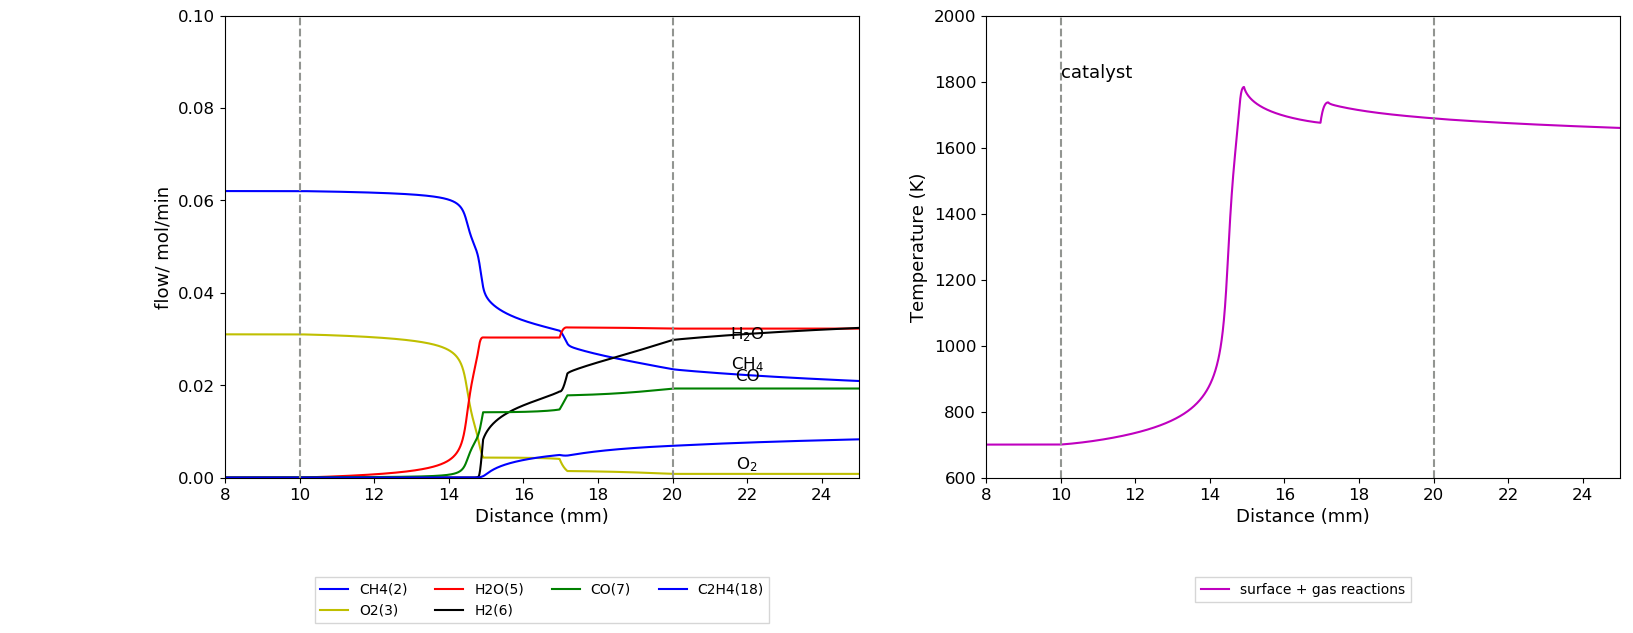 0.10
0.08
0.06
0.04
0.02
0.00
flow/ mol/min
8 10 12 14 16 18 20 22 24
Distance (mm)
H₂O
CH₄
CO
O₂
CH4(2) H2O(5) CO(7) C2H4(18)
O2(3) H2(6)
2000
1800
1600
1400
1200
1000
800
600
Temperature (K)
catalyst
8 10 12 14 16 18 20 22 24
Distance (mm)
surface + gas reactions